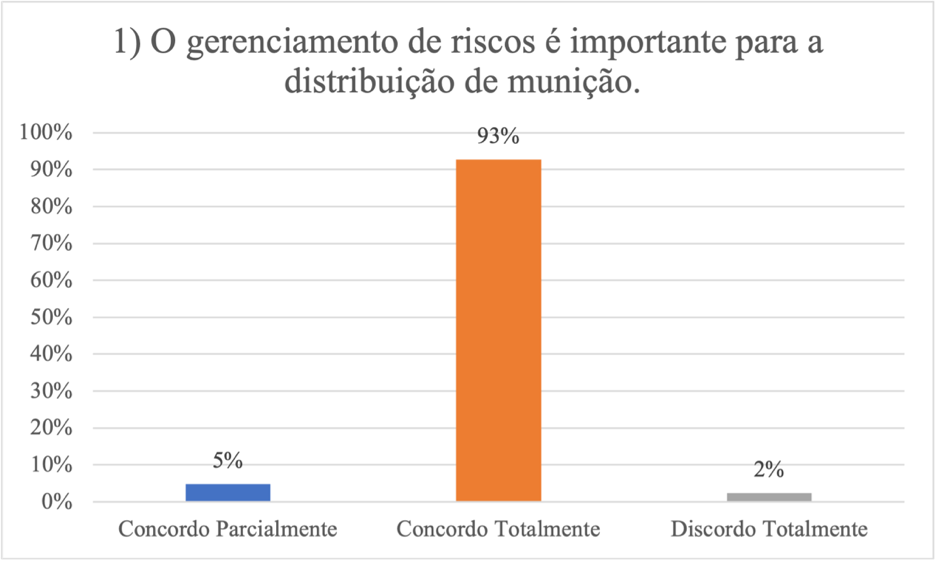 1) O gerenciamento de riscos é importante para a
distribuição de munição.
100%
90%
80%
70%
60%
50%
40%
30%
20%
10%
0%
5%
93%
2%
Concordo Parcialmente
Concordo Totalmente
Discordo Totalmente